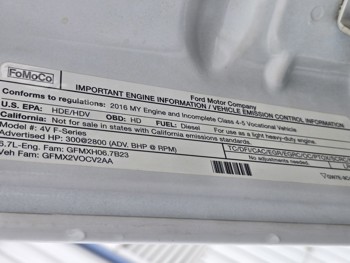 FoMoCo
Ford Motor Company
IMPORTANT ENGINE INFORMATION / VEHICLE EMISSION CONTROL INFORMATION
Conforms to regulations: 2016 MY Engine and Incomplete Class 4-5 Vocational Vehicle
U.S. EPA: HDE/HDV OBD: HD FUEL: Diesel For use as a light heavy-duty engine.
California: Not for sale in states with California emissions standards.
Model #: 4V F-Series
Advertised HP: 300@2800 (ADV. BHP @ RPM)
6.7L-Eng. Fam: GFMXH06.7B23 No adjustments needed.
Veh Fam: GFMX2VOCV2AA